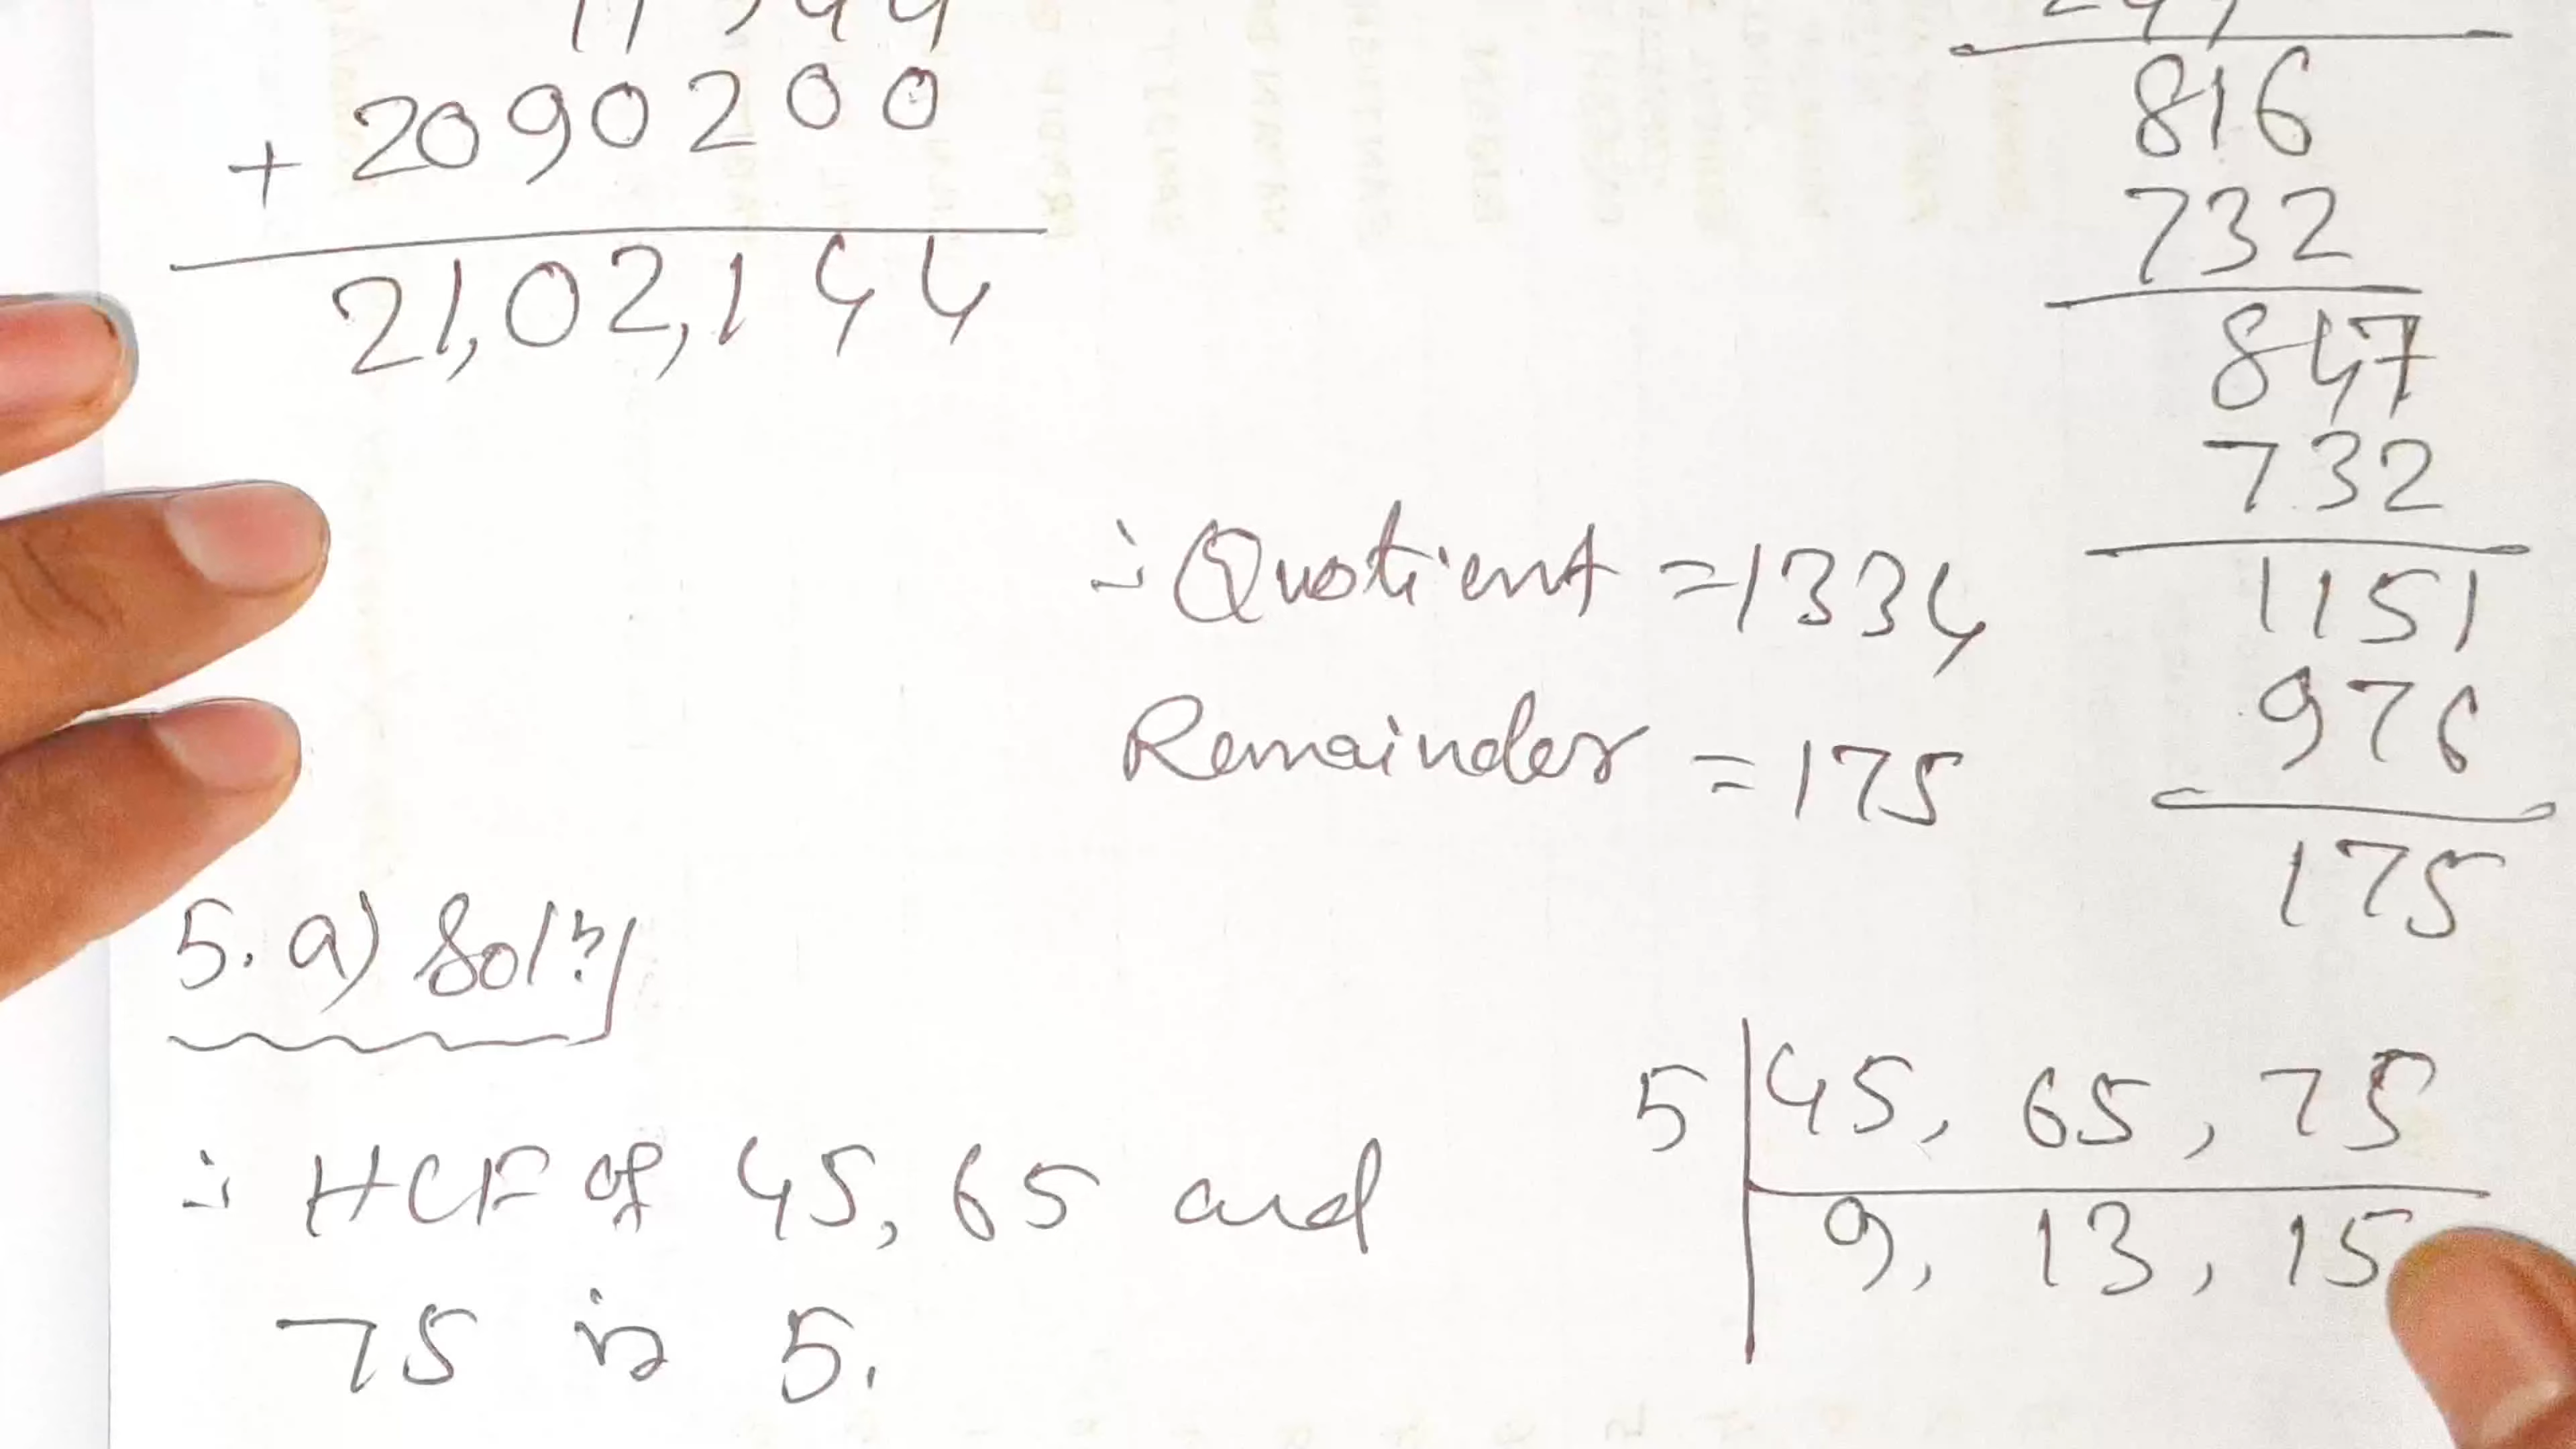 + 2090200
21,02,144
816
732
847
732
1151
976
175
∴ Quotient = 1334
Remainder = 175
5. a) Solⁿ/
5 | 45, 65, 75
9, 13, 15
∴ HCF of 45, 65 and
75 is 5.